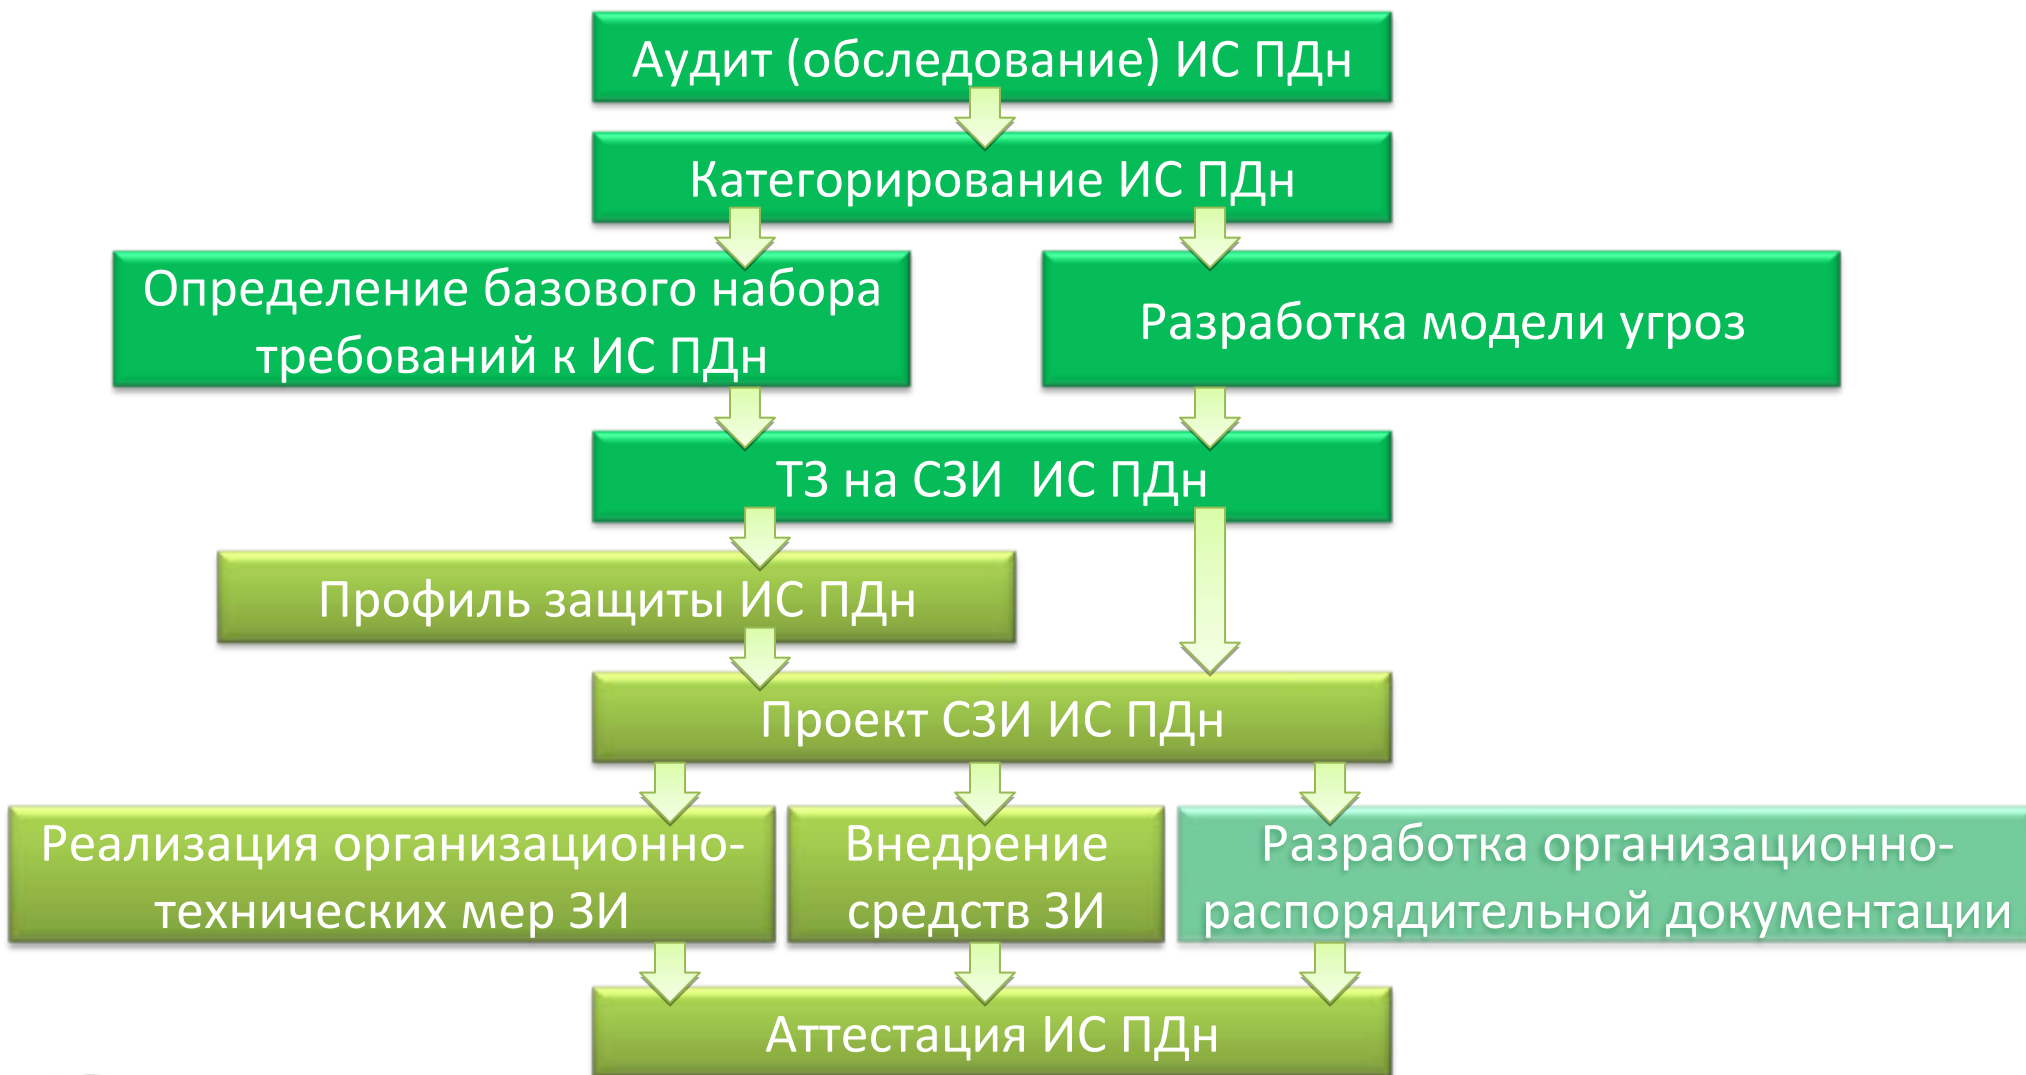 Аудит (обследование) ИС ПДн
Категорирование ИС ПДн
Определение базового набора
требований к ИС ПДн
Разработка модели угроз
ТЗ на СЗИ  ИС ПДн
Профиль защиты ИС ПДн
Проект СЗИ ИС ПДн
Реализация организационно-
технических мер ЗИ
Внедрение
средств ЗИ
Разработка организационно-
распорядительной документации
Аттестация ИС ПДн